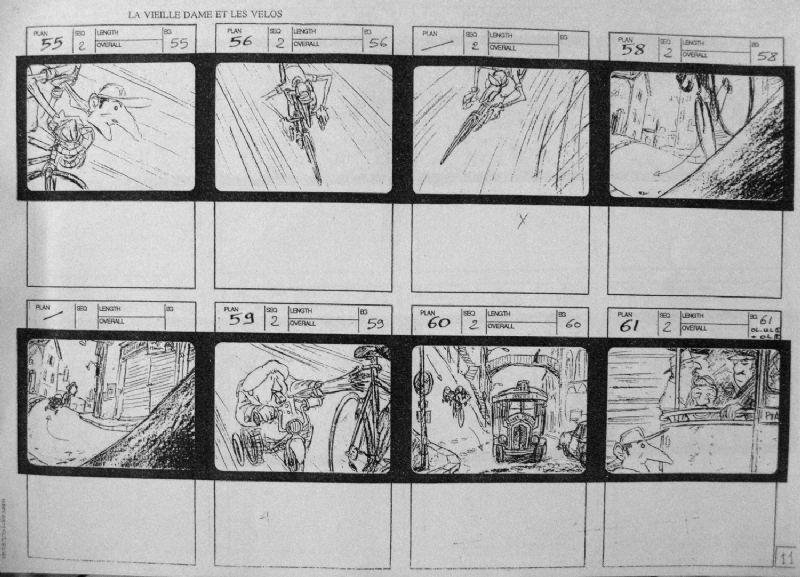 LA VIEILLE DAME ET LES VELOS
PLAN 55 SEQ 2 LENGTH OVERALL BG 55
PLAN 56 SEQ 2 LENGTH OVERALL BG 56
PLAN SEQ 2 LENGTH OVERALL BG
PLAN 58 SEQ 2 LENGTH OVERALL BG 58
X
PLAN SEQ LENGTH OVERALL BG
PLAN 59 SEQ 2 LENGTH OVERALL BG 59
PLAN 60 SEQ 2 LENGTH OVERALL BG 60
PLAN 61 SEQ 2 LENGTH OVERALL BG 61
11